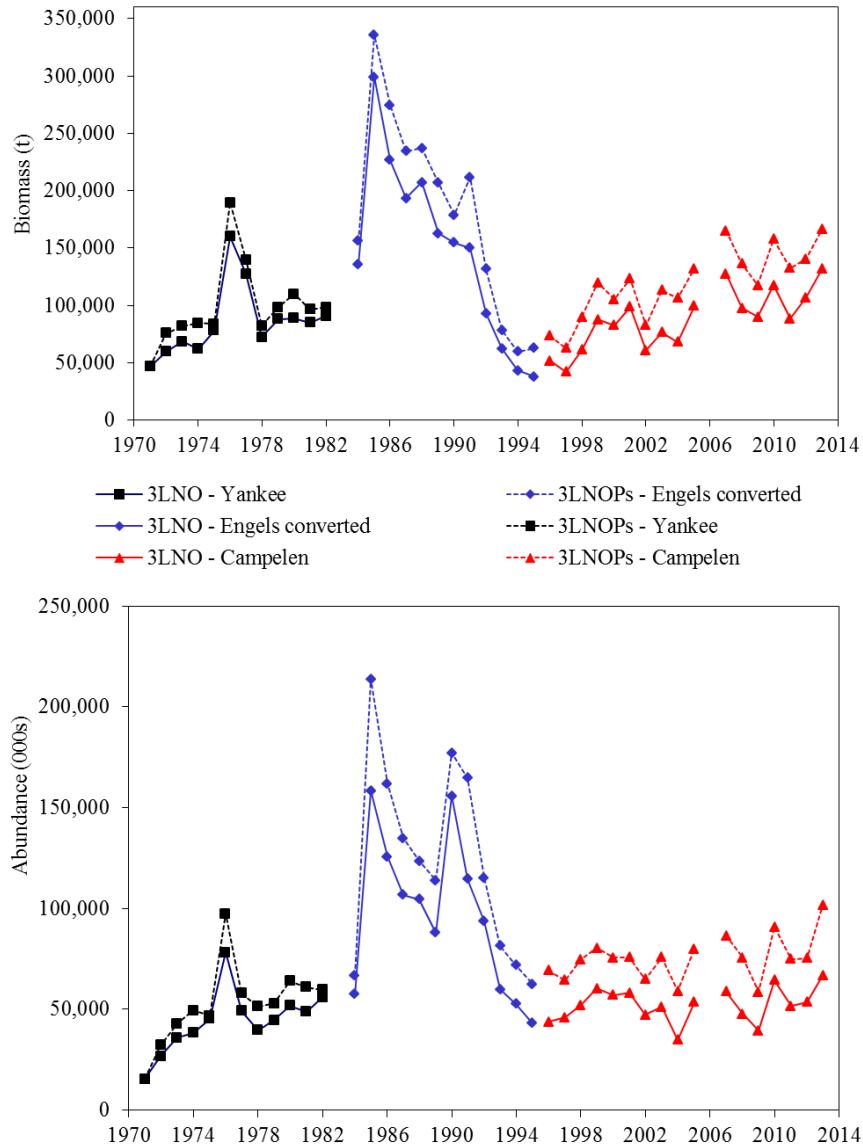 350,000
300,000
250,000
200,000
150,000
100,000
50,000
0
Biomass (t)
1970 1974 1978 1982 1986 1990 1994 1998 2002 2006 2010 2014
3LNO - Yankee 3LNOPs - Engels converted
3LNO - Engels converted 3LNOPs - Yankee
3LNO - Campelen 3LNOPs - Campelen
250,000
200,000
150,000
100,000
50,000
0
Abundance (000s)
1970 1974 1978 1982 1986 1990 1994 1998 2002 2006 2010 2014